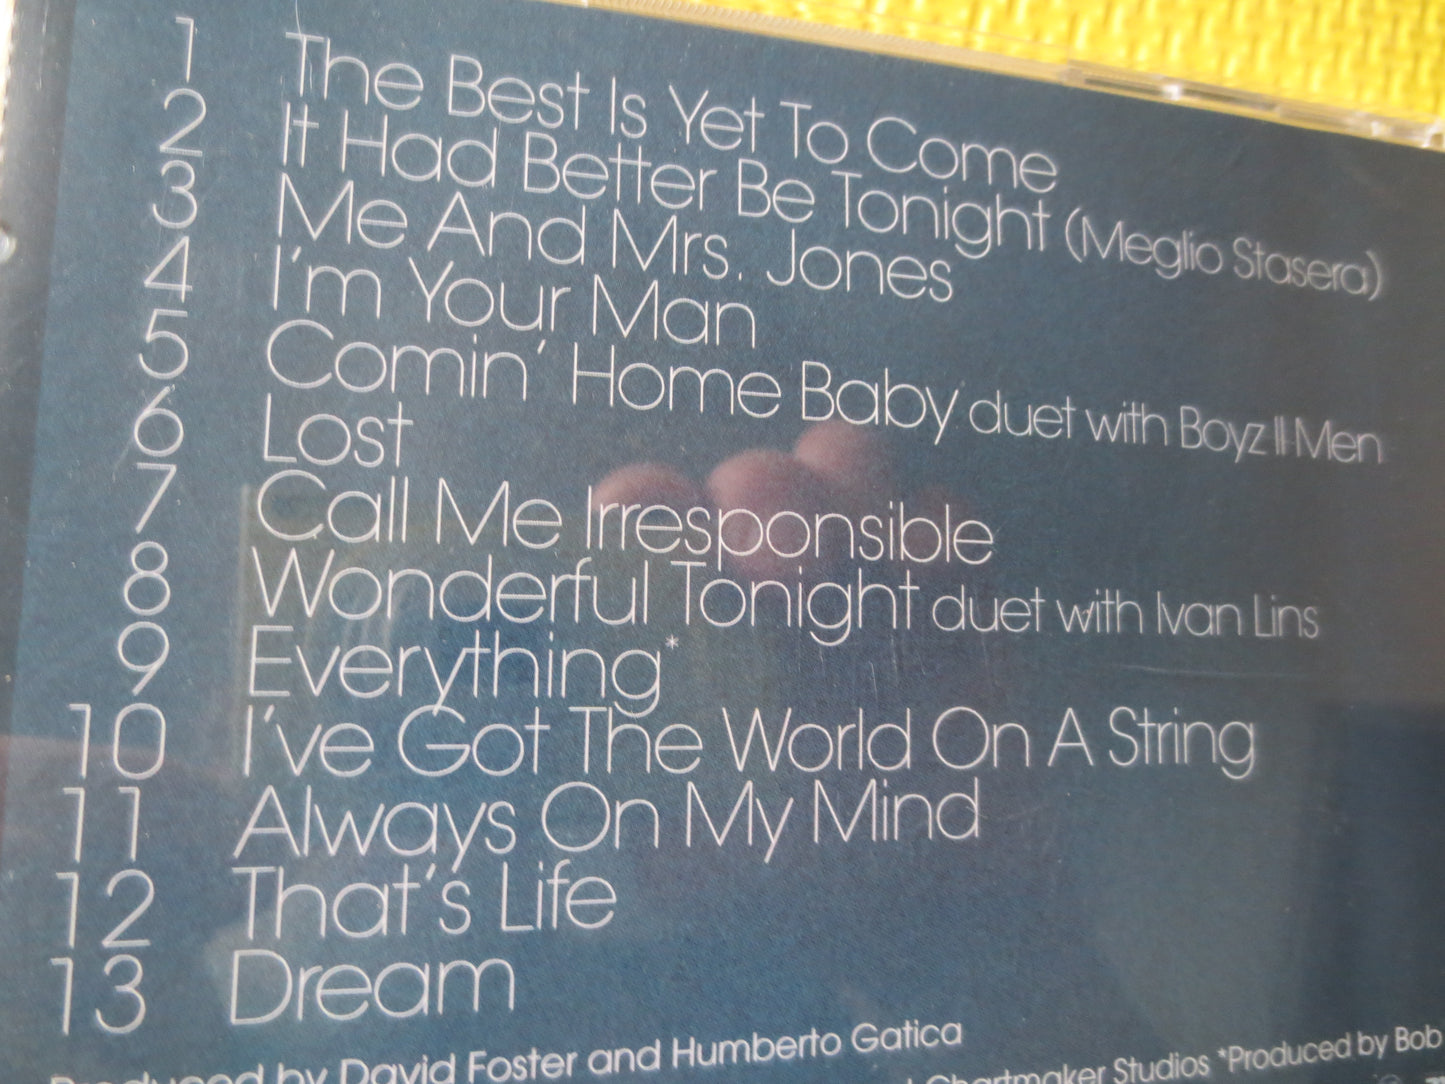 1 The Best Is Yet To Come
2 It Had Better Be Tonight (Meglio Stasera)
3 Me And Mrs. Jones
4 I'm Your Man
5 Comin' Home Baby duet with Boyz II Men
6 Lost
7 Call Me Irresponsible
8 Wonderful Tonight duet with Ivan Lins
9 Everything*
10 I've Got The World On A String
11 Always On My Mind
12 That's Life
13 Dream
Produced by David Foster and Humberto Gatica
Chartmaker Studios *Produced by Bob